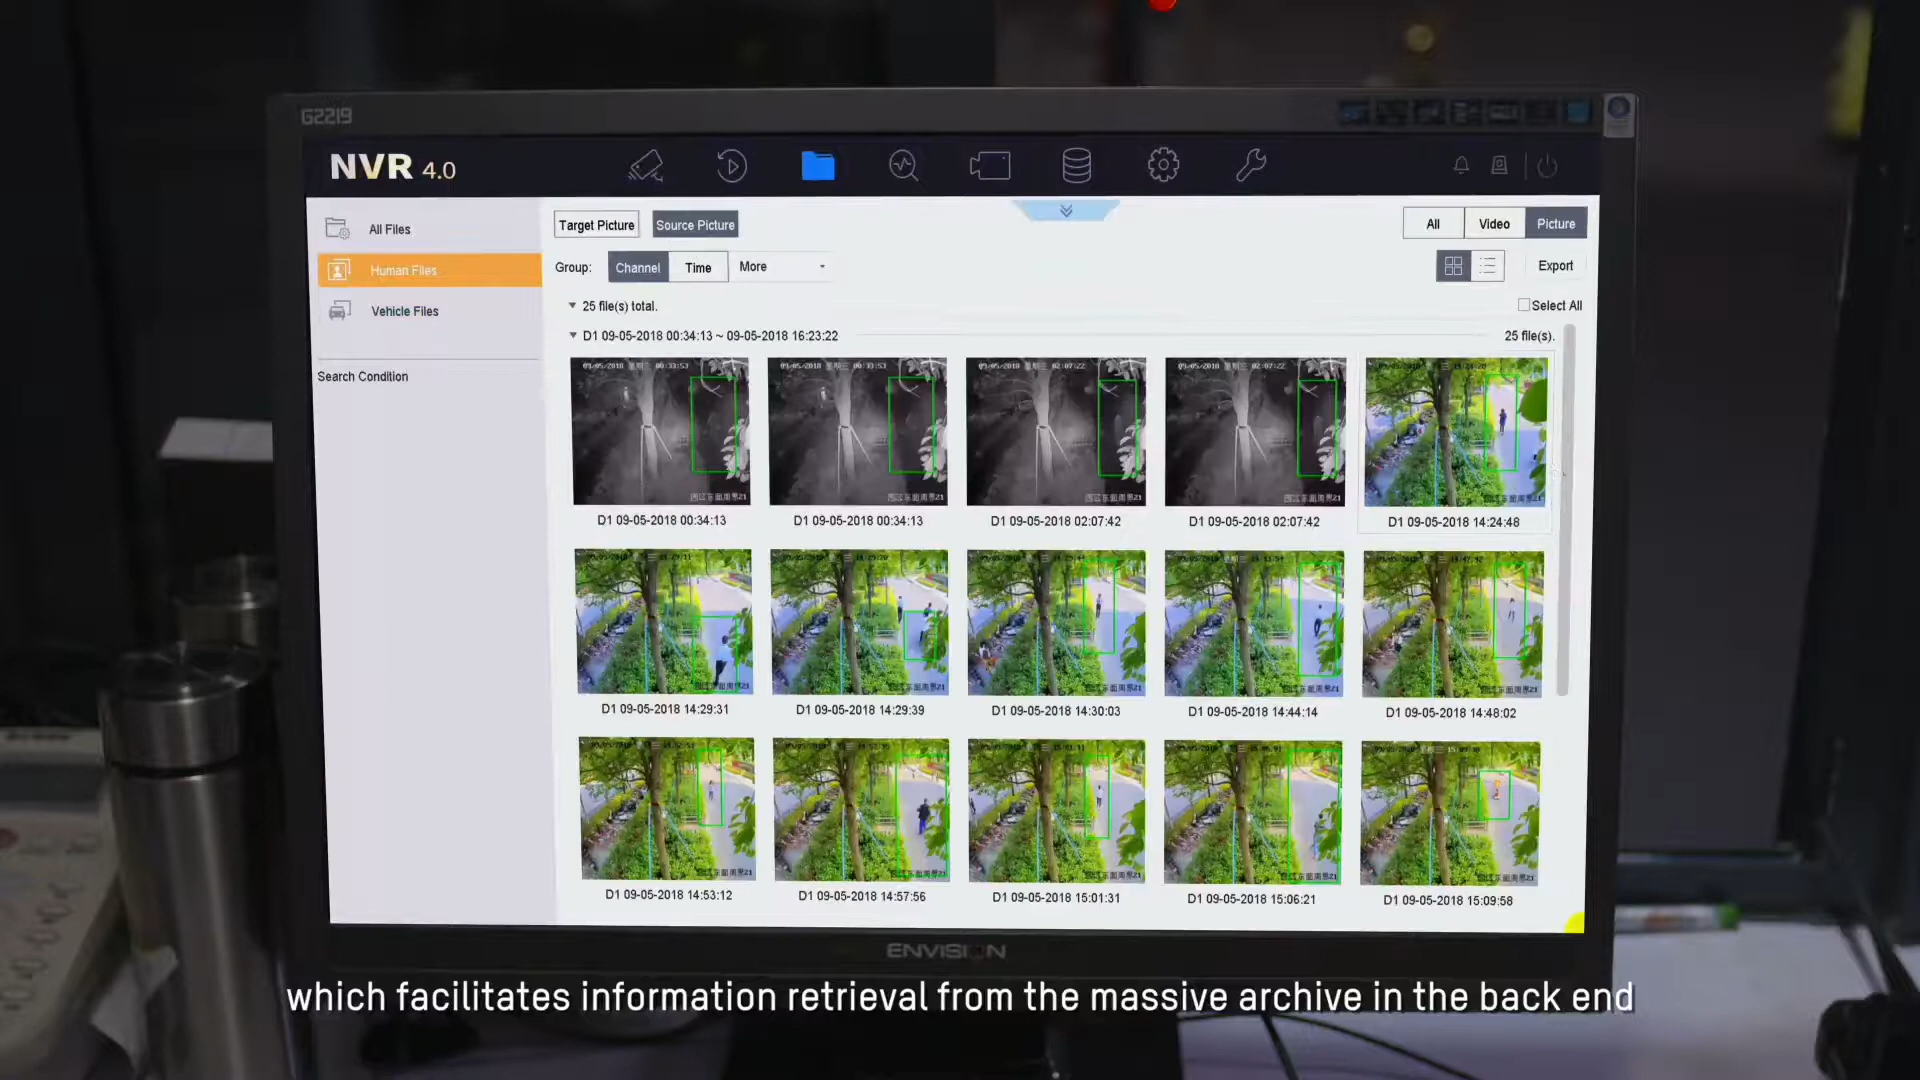 G2219
NVR 4.0
All Files
Human Files
Vehicle Files
Search Condition
Target Picture Source Picture
All Video Picture
Group: Channel Time More
Export
25 file(s) total.
Select All
D1 09-05-2018 00:34:13 ~ 09-05-2018 16:23:22
25 file(s).
D1 09-05-2018 00:34:13
D1 09-05-2018 00:34:13
D1 09-05-2018 02:07:42
D1 09-05-2018 02:07:42
D1 09-05-2018 14:24:48
D1 09-05-2018 14:29:31
D1 09-05-2018 14:29:39
D1 09-05-2018 14:30:03
D1 09-05-2018 14:44:14
D1 09-05-2018 14:48:02
D1 09-05-2018 14:53:12
D1 09-05-2018 14:57:56
D1 09-05-2018 15:01:31
D1 09-05-2018 15:06:21
D1 09-05-2018 15:09:58
ENVISION
which facilitates information retrieval from the massive archive in the back end